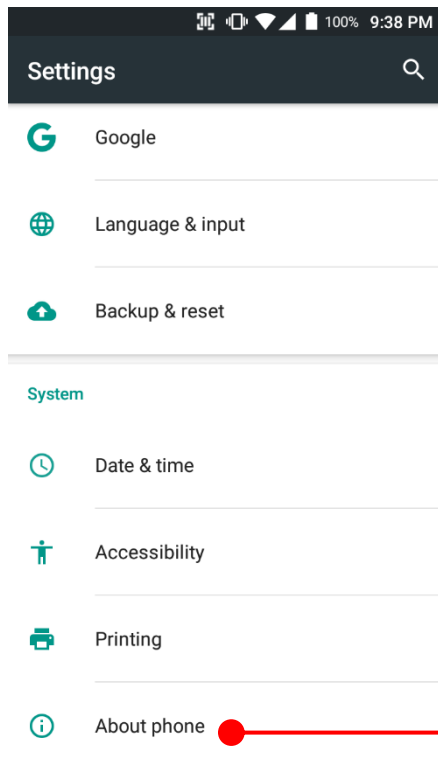 100% 9:38 PM
Settings
Google
Language & input
Backup & reset
System
Date & time
Accessibility
Printing
About phone